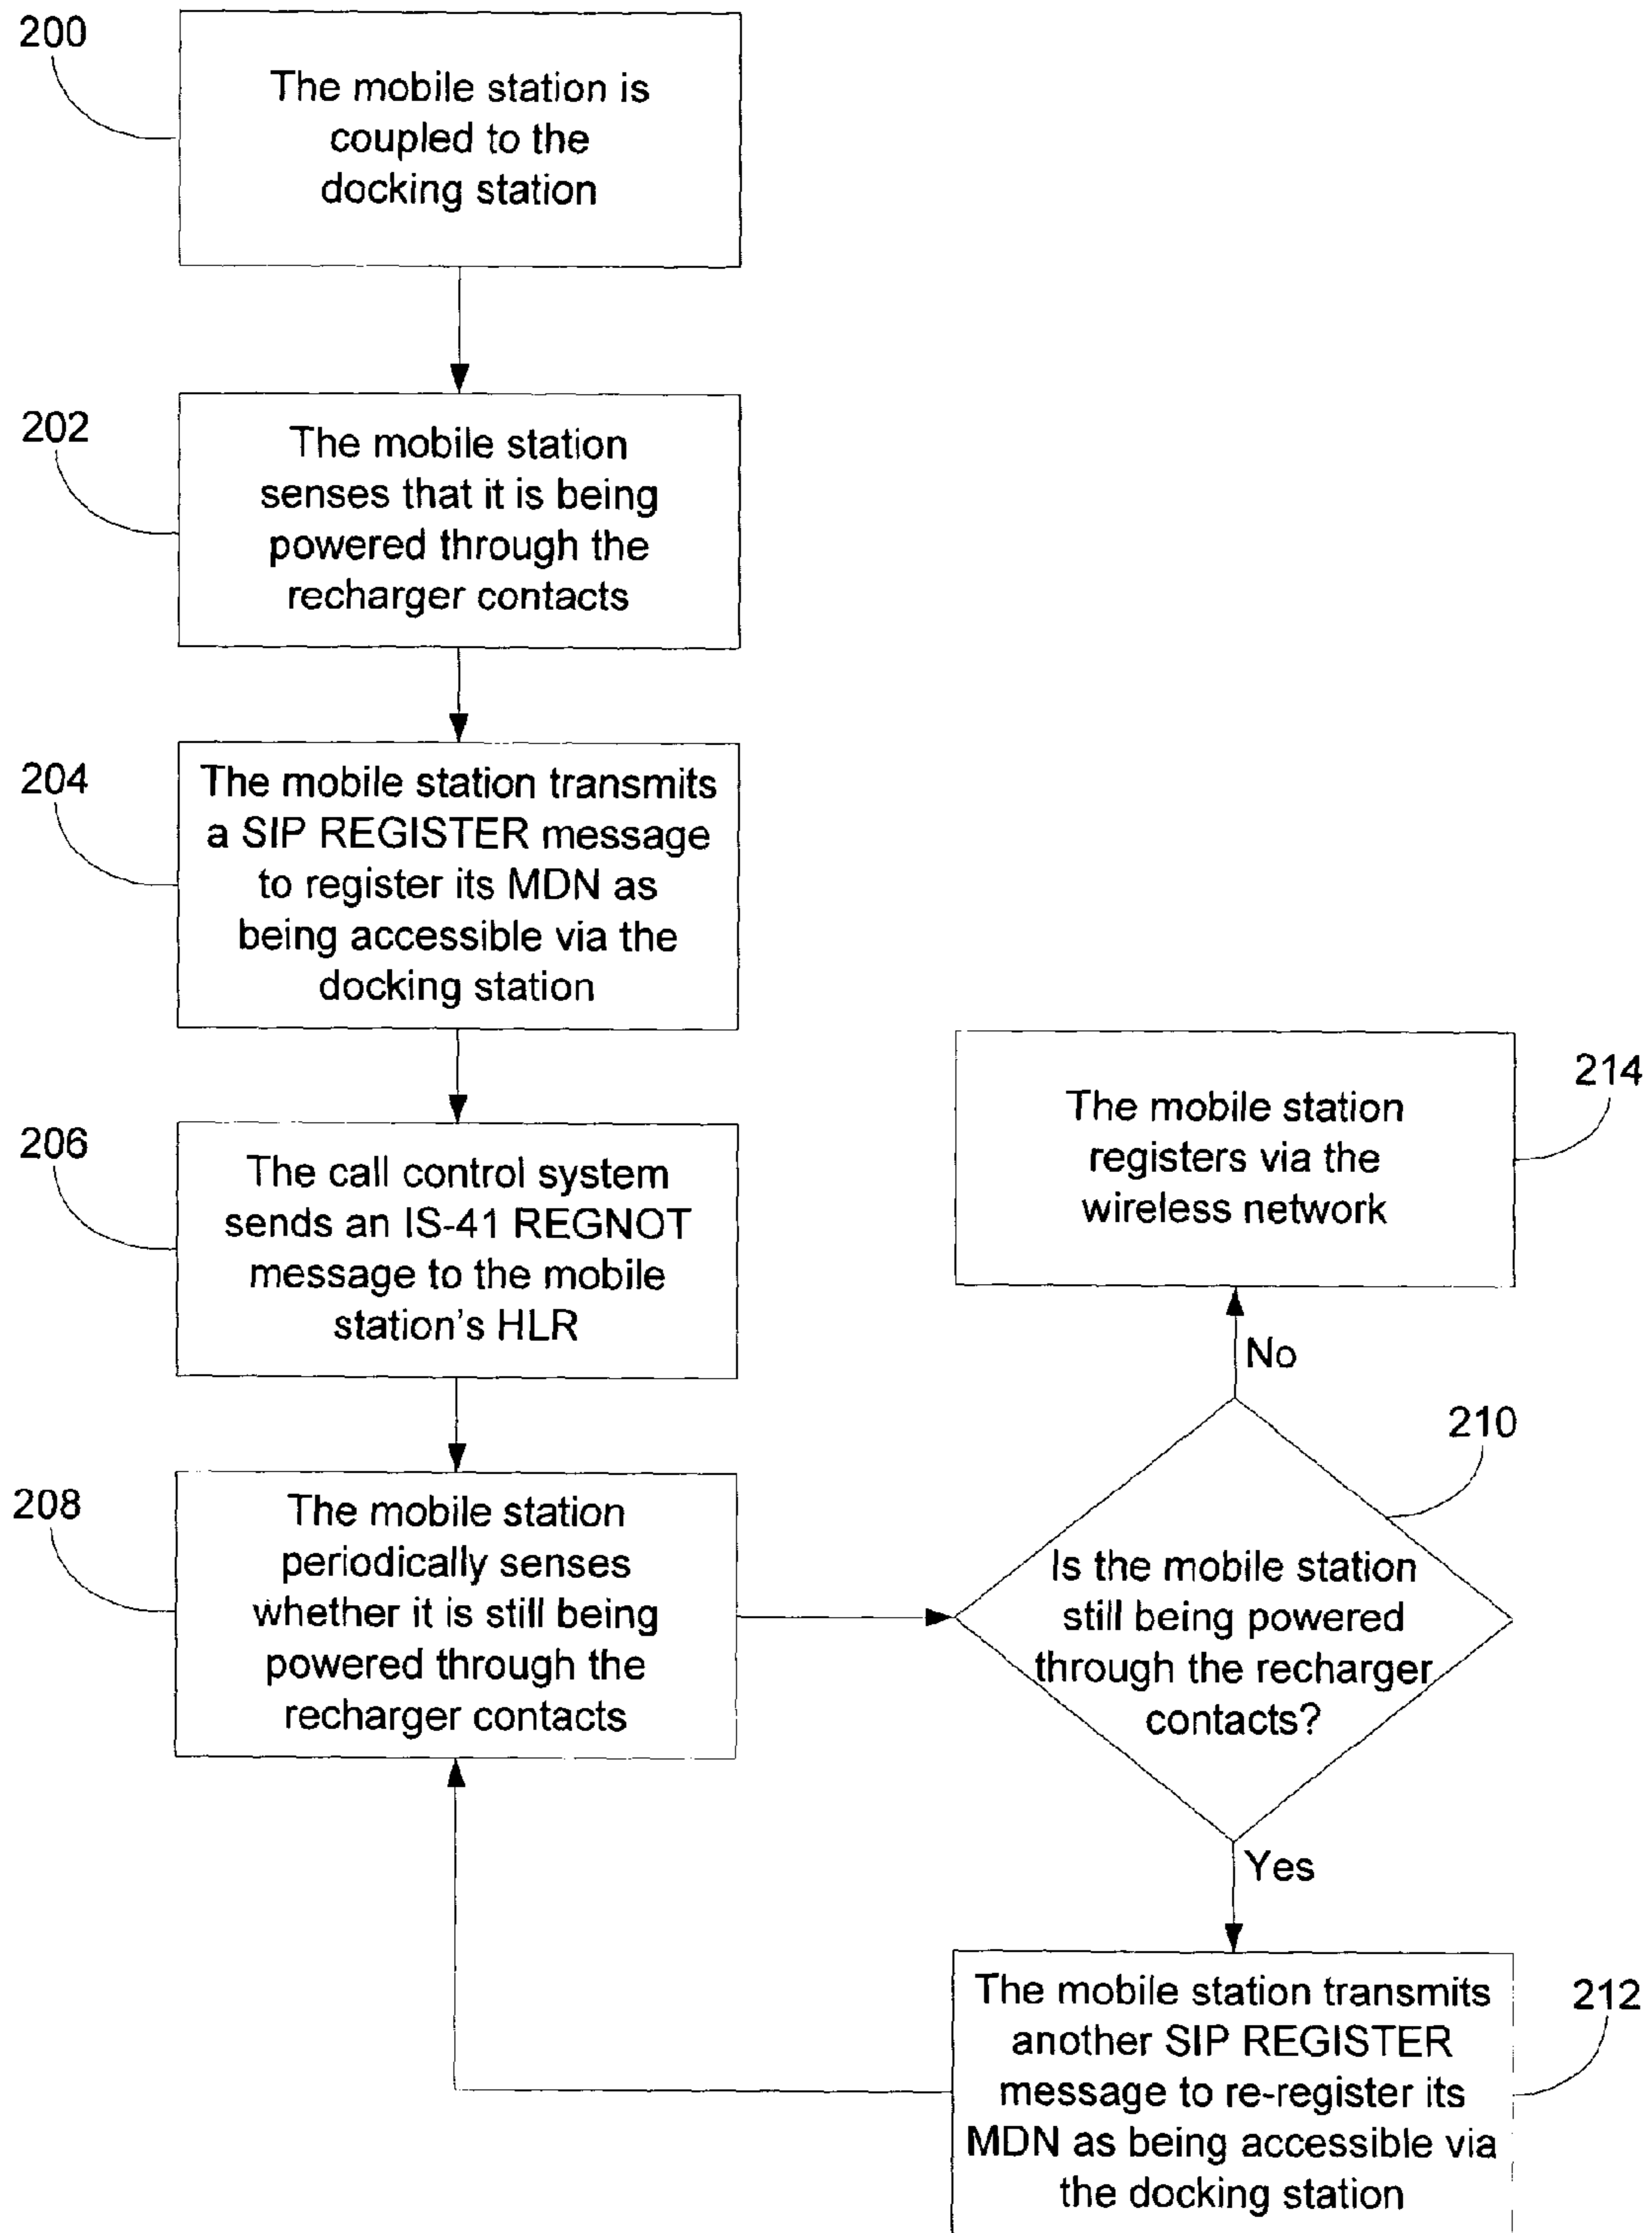 200
The mobile station is
coupled to the
docking station
202
The mobile station
senses that it is being
powered through the
recharger contacts
204
The mobile station transmits
a SIP REGISTER message
to register its MDN as
being accessible via the
docking station
206
The call control system
sends an IS-41 REGNOT
message to the mobile
station's HLR
208
The mobile station
periodically senses
whether it is still being
powered through the
recharger contacts
214
The mobile station
registers via the
wireless network
No
210
Is the mobile station
still being powered
through the recharger
contacts?
Yes
212
The mobile station transmits
another SIP REGISTER
message to re-register its
MDN as being accessible via
the docking station